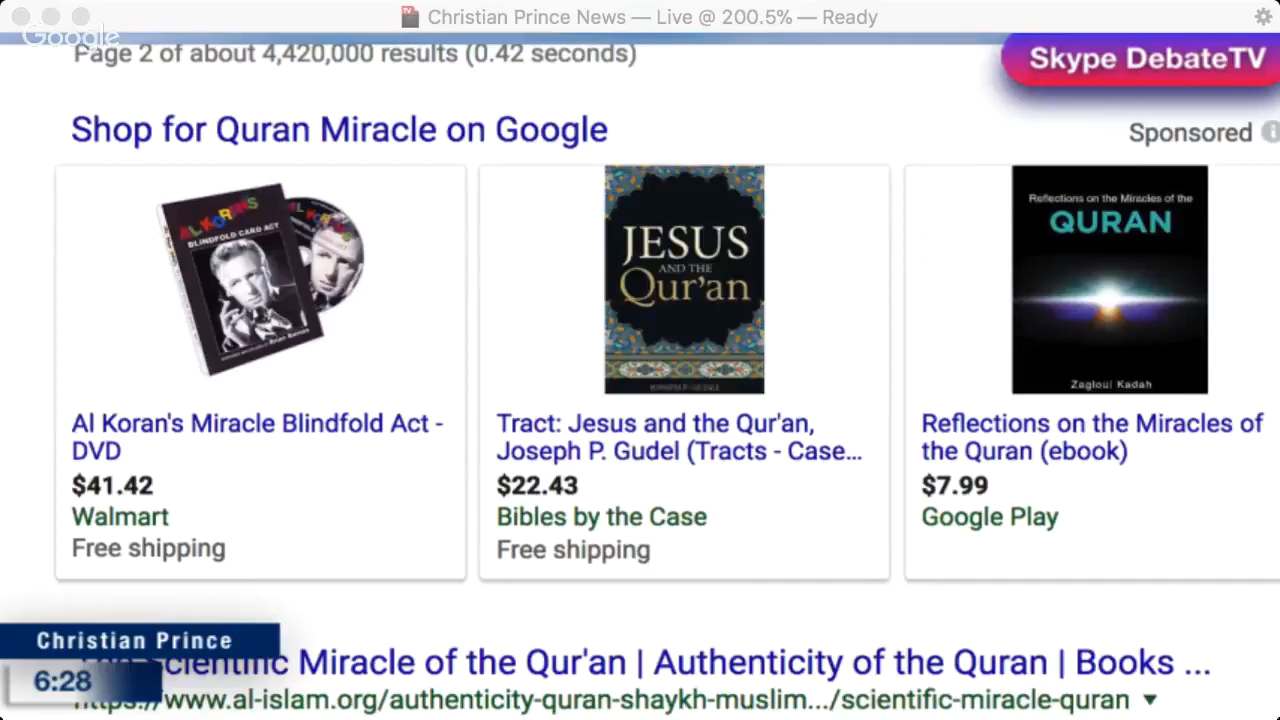 Christian Prince News — Live @ 200.5% — Ready
Google
Page 2 of about 4,420,000 results (0.42 seconds)
Skype DebateTV
Shop for Quran Miracle on Google
Sponsored
AL KORAN'S
BLINDFOLD CARD ACT
JESUS
AND THE
Qur'an
Reflections on the Miracles of the
QURAN
Zagloul Kadah
Al Koran's Miracle Blindfold Act -
DVD
$41.42
Walmart
Free shipping
Tract: Jesus and the Qur'an,
Joseph P. Gudel (Tracts - Case...
$22.43
Bibles by the Case
Free shipping
Reflections on the Miracles of
the Quran (ebook)
$7.99
Google Play
Christian Prince
6:28
Scientific Miracle of the Qur'an | Authenticity of the Quran | Books ...
https://www.al-islam.org/authenticity-quran-shaykh-muslim.../scientific-miracle-quran